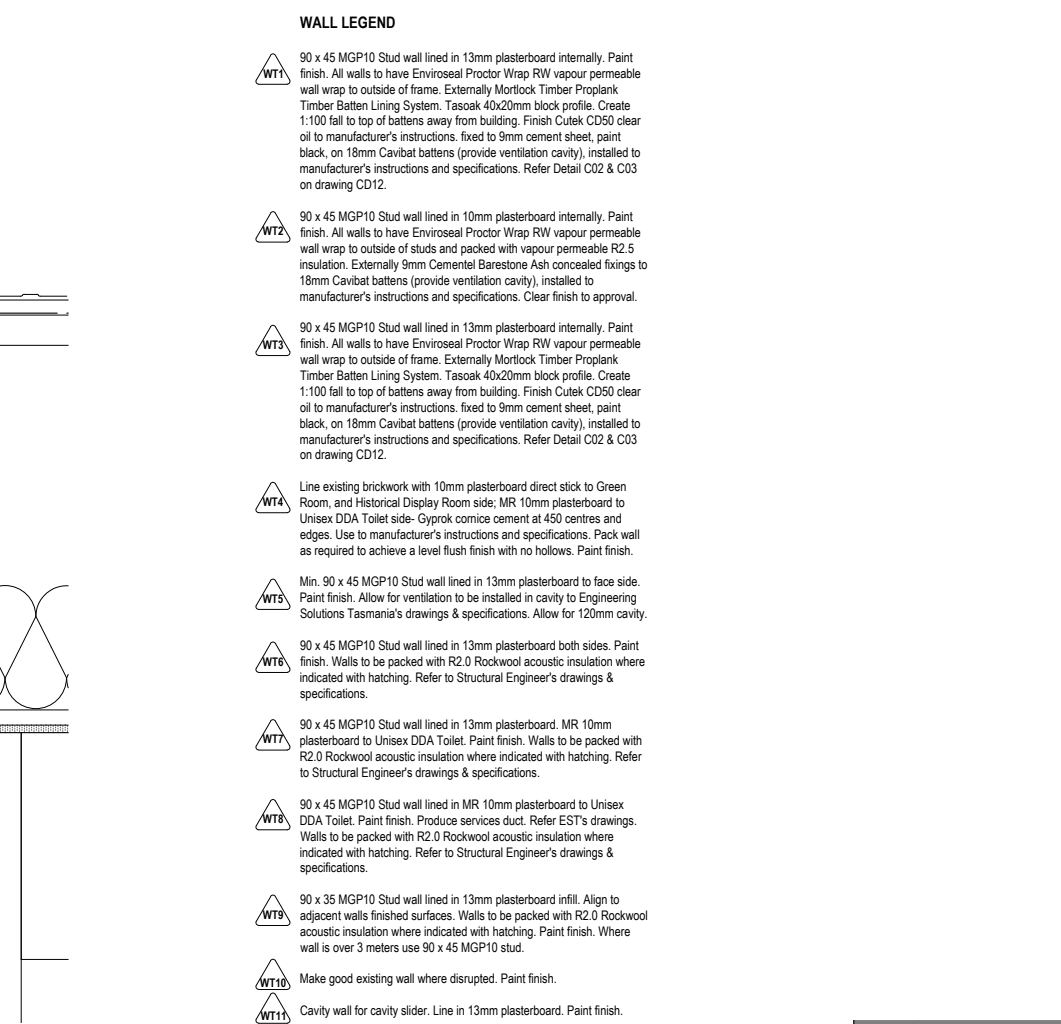 WALL LEGEND
WT1
90 x 45 MGP10 Stud wall lined in 13mm plasterboard internally. Paint
finish. All walls to have Enviroseal Proctor Wrap RW vapour permeable
wall wrap to outside of frame. Externally Mortlock Timber Proplank
Timber Batten Lining System. Tasoak 40x20mm block profile. Create
1:100 fall to top of battens away from building. Finish Cutek CD50 clear
oil to manufacturer's instructions. fixed to 9mm cement sheet, paint
black, on 18mm Cavibat battens (provide ventilation cavity), installed to
manufacturer's instructions and specifications. Refer Detail C02 & C03
on drawing CD12.
WT2
90 x 45 MGP10 Stud wall lined in 10mm plasterboard internally. Paint
finish. All walls to have Enviroseal Proctor Wrap RW vapour permeable
wall wrap to outside of studs and packed with vapour permeable R2.5
insulation. Externally 9mm Cementel Barestone Ash concealed fixings to
18mm Cavibat battens (provide ventilation cavity), installed to
manufacturer's instructions and specifications. Clear finish to approval.
WT3
90 x 45 MGP10 Stud wall lined in 13mm plasterboard internally. Paint
finish. All walls to have Enviroseal Proctor Wrap RW vapour permeable
wall wrap to outside of frame. Externally Mortlock Timber Proplank
Timber Batten Lining System. Tasoak 40x20mm block profile. Create
1:100 fall to top of battens away from building. Finish Cutek CD50 clear
oil to manufacturer's instructions. fixed to 9mm cement sheet, paint
black, on 18mm Cavibat battens (provide ventilation cavity), installed to
manufacturer's instructions and specifications. Refer Detail C02 & C03
on drawing CD12.
WT4
Line existing brickwork with 10mm plasterboard direct stick to Green
Room, and Historical Display Room side; MR 10mm plasterboard to
Unisex DDA Toilet side- Gyprok cornice cement at 450 centres and
edges. Use to manufacturer's instructions and specifications. Pack wall
as required to achieve a level flush finish with no hollows. Paint finish.
WT5
Min. 90 x 45 MGP10 Stud wall lined in 13mm plasterboard to face side.
Paint finish. Allow for ventilation to be installed in cavity to Engineering
Solutions Tasmania's drawings & specifications. Allow for 120mm cavity.
WT6
90 x 45 MGP10 Stud wall lined in 13mm plasterboard both sides. Paint
finish. Walls to be packed with R2.0 Rockwool acoustic insulation where
indicated with hatching. Refer to Structural Engineer's drawings &
specifications.
WT7
90 x 45 MGP10 Stud wall lined in 13mm plasterboard. MR 10mm
plasterboard to Unisex DDA Toilet. Paint finish. Walls to be packed with
R2.0 Rockwool acoustic insulation where indicated with hatching. Refer
to Structural Engineer's drawings & specifications.
WT8
90 x 45 MGP10 Stud wall lined in MR 10mm plasterboard to Unisex
DDA Toilet. Paint finish. Produce services duct. Refer EST's drawings.
Walls to be packed with R2.0 Rockwool acoustic insulation where
indicated with hatching. Refer to Structural Engineer's drawings &
specifications.
WT9
90 x 35 MGP10 Stud wall lined in 13mm plasterboard infill. Align to
adjacent walls finished surfaces. Walls to be packed with R2.0 Rockwool
acoustic insulation where indicated with hatching. Paint finish. Where
wall is over 3 meters use 90 x 45 MGP10 stud.
WT10
Make good existing wall where disrupted. Paint finish.
WT11
Cavity wall for cavity slider. Line in 13mm plasterboard. Paint finish.